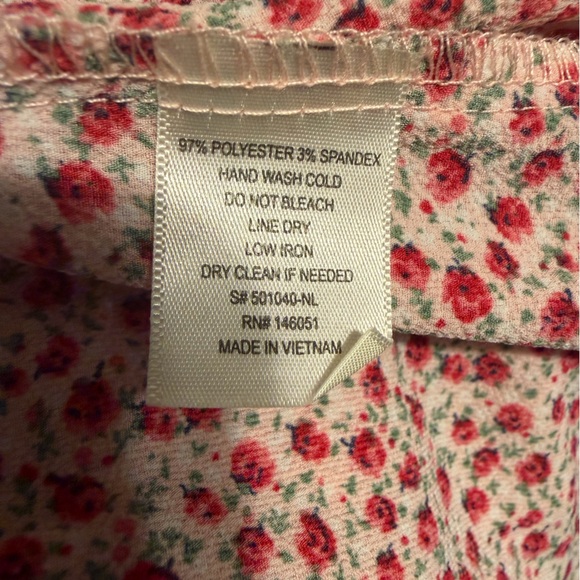 97% POLYESTER 3% SPANDEX
HAND WASH COLD
DO NOT BLEACH
LINE DRY
LOW IRON
DRY CLEAN IF NEEDED
S# 501040-NL
RN# 146051
MADE IN VIETNAM